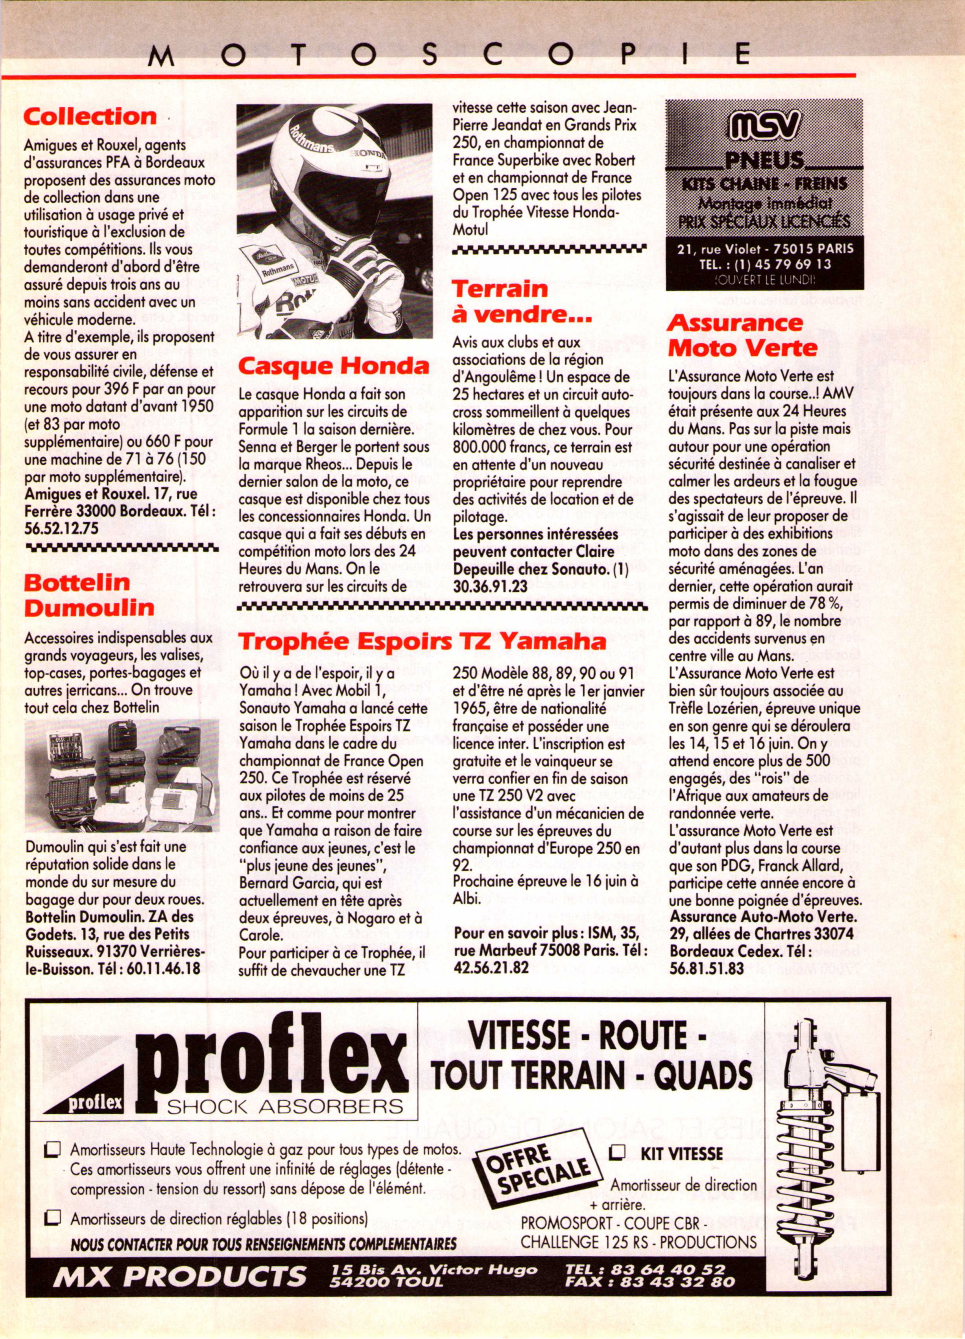 MOTOSCOPIE
Collection
Amigues et Rouxel, agents
d'assurances PFA à Bordeaux
proposent des assurances moto
de collection dans une
utilisation à usage privé et
touristique à l'exclusion de
toutes compétitions. Ils vous
demanderont d'abord d'être
assuré depuis trois ans au
moins sans accident avec un
véhicule moderne.
A titre d'exemple, ils proposent
de vous assurer en
responsabilité civile, défense et
recours pour 396 F par an pour
une moto datant d'avant 1950
(et 83 par moto
supplémentaire) ou 660 F pour
une machine de 71 à 76 (150
par moto supplémentaire).
Amigues et Rouxel. 17, rue
Ferrère 33000 Bordeaux. Tél :
56.52.12.75
Bottelin
Dumoulin
Accessoires indispensables aux
grands voyageurs, les valises,
top-cases, portes-bagages et
autres jerricans... On trouve
tout cela chez Bottelin
Dumoulin qui s'est fait une
réputation solide dans le
monde du sur mesure du
bagage dur pour deux roues.
Bottelin Dumoulin. ZA des
Godets. 13, rue des Petits
Ruisseaux. 91370 Verrières-
le-Buisson. Tél : 60.11.46.18
Rothmans
HONDA
Rothmans
MOTUL
Casque Honda
Le casque Honda a fait son
apparition sur les circuits de
Formule 1 la saison dernière.
Senna et Berger le portent sous
la marque Rheos... Depuis le
dernier salon de la moto, ce
casque est disponible chez tous
les concessionnaires Honda. Un
casque qui a fait ses débuts en
compétition moto lors des 24
Heures du Mans. On le
retrouvera sur les circuits de
vitesse cette saison avec Jean-
Pierre Jeandat en Grands Prix
250, en championnat de
France Superbike avec Robert
et en championnat de France
Open 125 avec tous les pilotes
du Trophée Vitesse Honda-
Motul
Terrain
à vendre...
Avis aux clubs et aux
associations de la région
d'Angoulême ! Un espace de
25 hectares et un circuit auto-
cross sommeillent à quelques
kilomètres de chez vous. Pour
800.000 francs, ce terrain est
en attente d'un nouveau
propriétaire pour reprendre
des activités de location et de
pilotage.
Les personnes intéressées
peuvent contacter Claire
Depeuille chez Sonauto. (1)
30.36.91.23
Trophée Espoirs TZ Yamaha
Où il y a de l'espoir, il y a
Yamaha ! Avec Mobil 1,
Sonauto Yamaha a lancé cette
saison le Trophée Espoirs TZ
Yamaha dans le cadre du
championnat de France Open
250. Ce Trophée est réservé
aux pilotes de moins de 25
ans.. Et comme pour montrer
que Yamaha a raison de faire
confiance aux jeunes, c'est le
"plus jeune des jeunes",
Bernard Garcia, qui est
actuellement en tête après
deux épreuves, à Nogaro et à
Carole.
Pour participer à ce Trophée, il
suffit de chevaucher une TZ
250 Modèle 88, 89, 90 ou 91
et d'être né après le 1er janvier
1965, être de nationalité
française et posséder une
licence inter. L'inscription est
gratuite et le vainqueur se
verra confier en fin de saison
une TZ 250 V2 avec
l'assistance d'un mécanicien de
course sur les épreuves du
championnat d'Europe 250 en
92.
Prochaine épreuve le 16 juin à
Albi.
Pour en savoir plus : ISM, 35,
rue Marbeuf 75008 Paris. Tél :
42.56.21.82
MSV
PNEUS
KITS CHAINE - FREINS
Montage immédiat
PRIX SPÉCIAUX LICENCIÉS
21, rue Violet - 75015 PARIS
TEL. : (1) 45 79 69 13
(OUVERT LE LUNDI)
Assurance
Moto Verte
L'Assurance Moto Verte est
toujours dans la course..! AMV
était présente aux 24 Heures
du Mans. Pas sur la piste mais
autour pour une opération
sécurité destinée à canaliser et
calmer les ardeurs et la fougue
des spectateurs de l'épreuve. Il
s'agissait de leur proposer de
participer à des exhibitions
moto dans des zones de
sécurité aménagées. L'an
dernier, cette opération aurait
permis de diminuer de 78 %,
par rapport à 89, le nombre
des accidents survenus en
centre ville au Mans.
L'Assurance Moto Verte est
bien sûr toujours associée au
Trèfle Lozérien, épreuve unique
en son genre qui se déroulera
les 14, 15 et 16 juin. On y
attend encore plus de 500
engagés, des "rois" de
l'Afrique aux amateurs de
randonnée verte.
L'assurance Moto Verte est
d'autant plus dans la course
que son PDG, Franck Allard,
participe cette année encore à
une bonne poignée d'épreuves.
Assurance Auto-Moto Verte.
29, allées de Chartres 33074
Bordeaux Cedex. Tél :
56.81.51.83
proflex
proflex
SHOCK ABSORBERS
VITESSE - ROUTE -
TOUT TERRAIN - QUADS
Amortisseurs Haute Technologie à gaz pour tous types de motos.
Ces amortisseurs vous offrent une infinité de réglages (détente -
compression - tension du ressort) sans dépose de l'élémént.
Amortisseurs de direction réglables (18 positions)
NOUS CONTACTER POUR TOUS RENSEIGNEMENTS COMPLEMENTAIRES
OFFRE
SPECIALE
KIT VITESSE
Amortisseur de direction
+ arrière.
PROMOSPORT - COUPE CBR -
CHALLENGE 125 RS - PRODUCTIONS
MX PRODUCTS
15 Bis Av. Victor Hugo
54200 TOUL
TEL : 83 64 40 52
FAX : 83 43 32 80